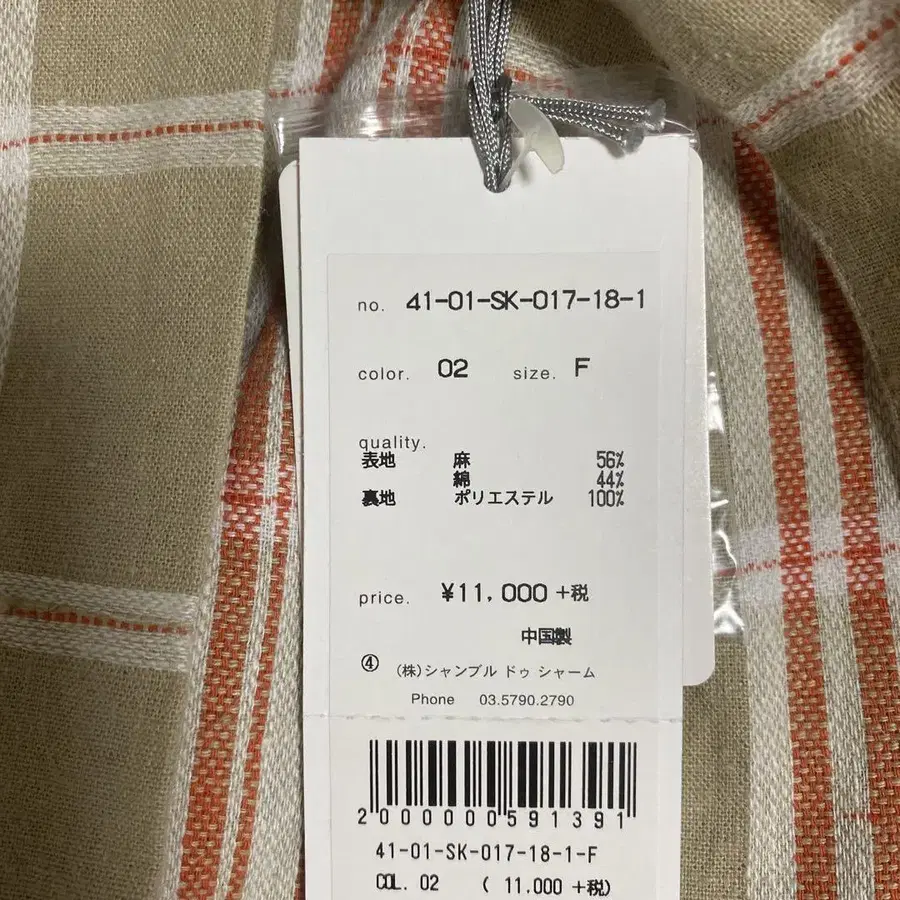 no. 41-01-SK-017-18-1
color. 02 size. F
quality.
表地 麻 56%
綿 44%
裏地 ポリエステル 100%
price. ¥11,000 +税
中国製
④ (株)シャンブル ドゥ シャーム
Phone 03.5790.2790
2000000591391
41-01-SK-017-18-1-F
COL. 02 ( 11.000 +税)